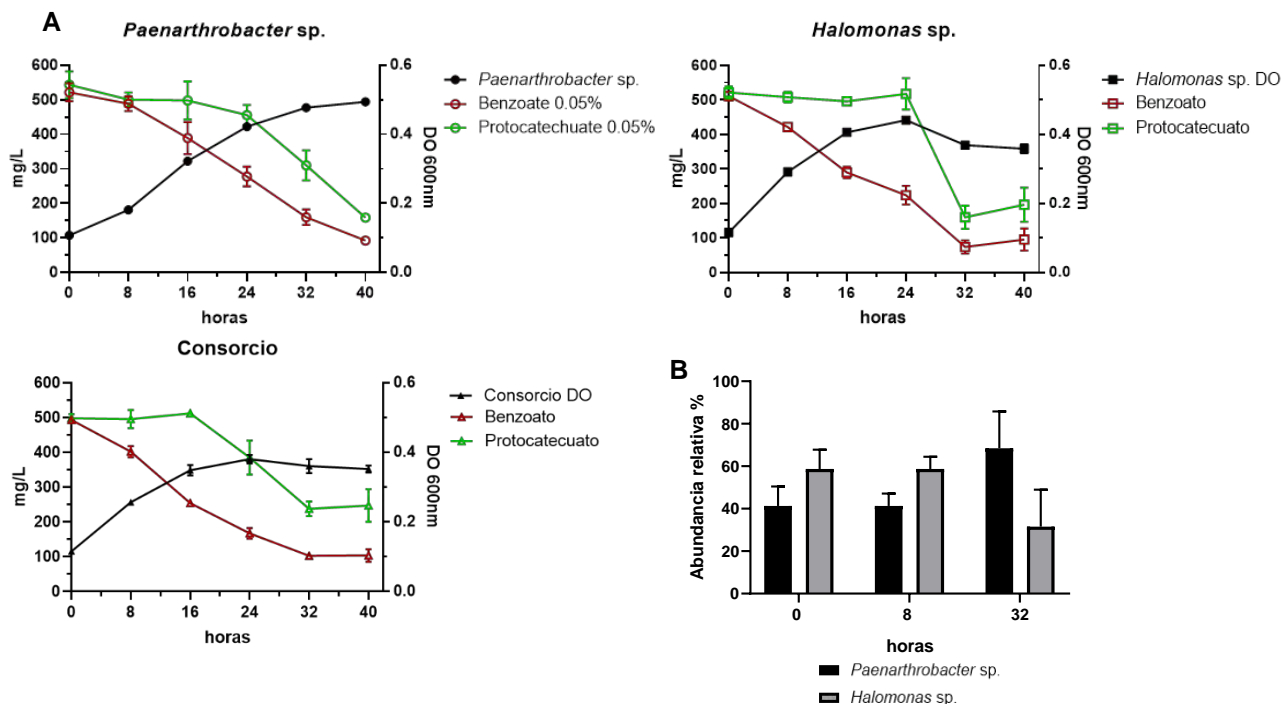 A
Paenarthrobacter sp.
600
500
400
300
200
100
0
mg/L
0.6
0.4
0.2
0.0
DO 600nm
0 8 16 24 32 40
horas
Paenarthrobacter sp.
Benzoate 0.05%
Protocatechuate 0.05%
Halomonas sp.
600
500
400
300
200
100
0
mg/L
0.6
0.4
0.2
0.0
DO 600nm
0 8 16 24 32 40
horas
Halomonas sp. DO
Benzoato
Protocatecuato
Consorcio
600
500
400
300
200
100
0
mg/L
0.6
0.4
0.2
0.0
DO 600nm
0 8 16 24 32 40
horas
Consorcio DO
Benzoato
Protocatecuato
B
100
80
60
40
20
0
Abundancia relativa %
0 8 32
horas
Paenarthrobacter sp.
Halomonas sp.